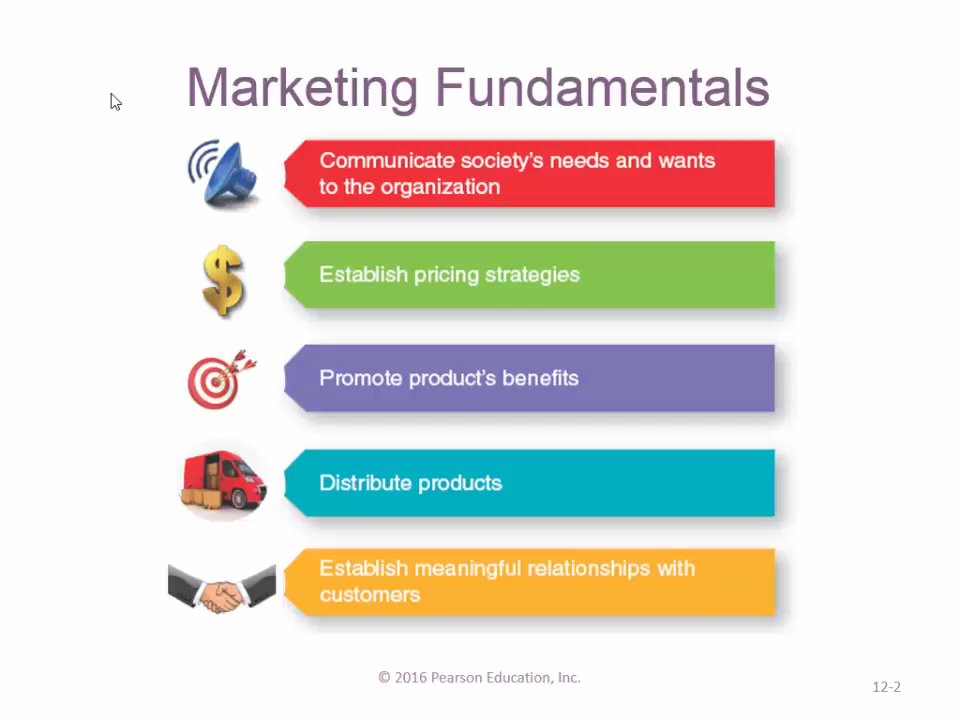 Marketing Fundamentals
Communicate society's needs and wants
to the organization
Establish pricing strategies
Promote product's benefits
Distribute products
Establish meaningful relationships with
customers
© 2016 Pearson Education, Inc.
12-2